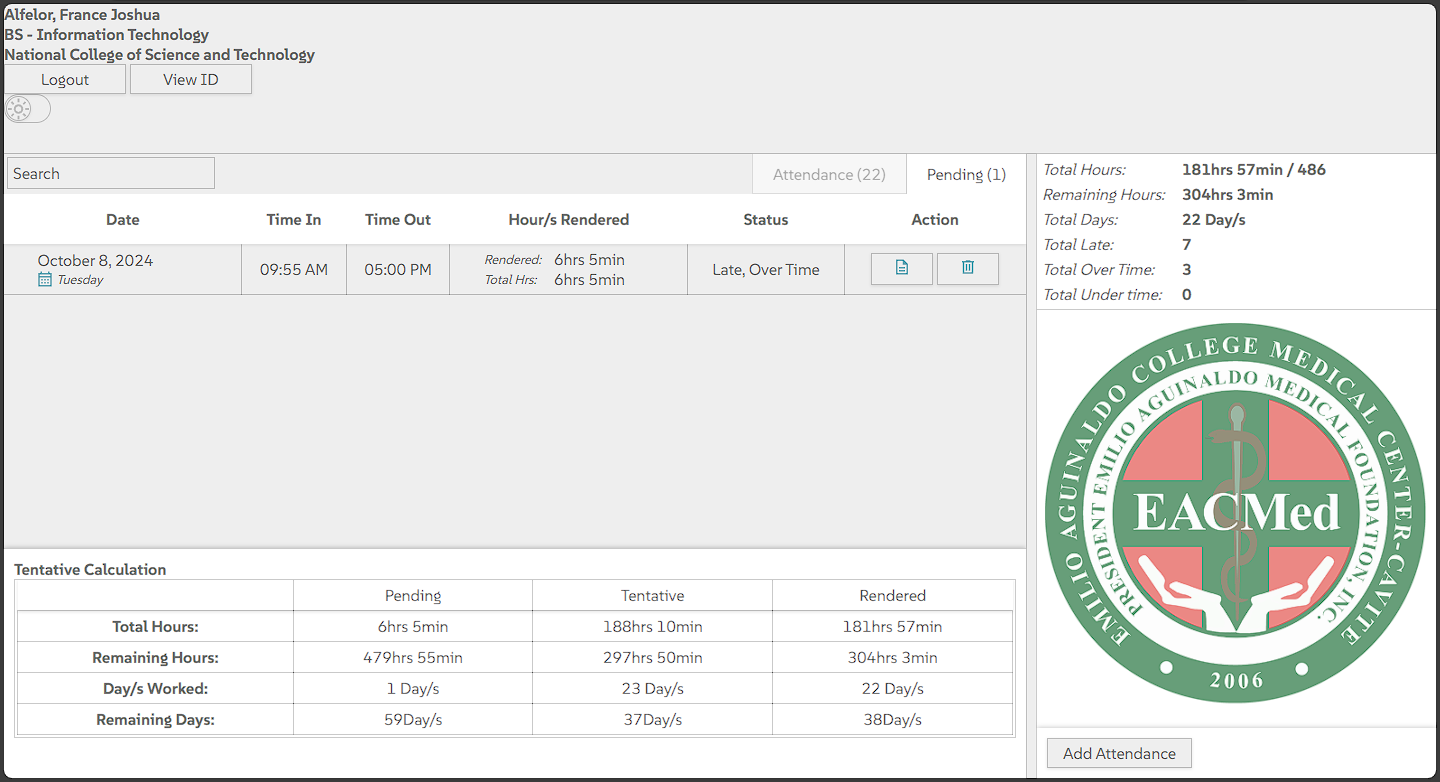 Alfelor, France Joshua
BS - Information Technology
National College of Science and Technology
Logout View ID
Search Attendance (22) Pending (1)
Date Time In Time Out Hour/s Rendered Status Action
October 8, 2024
Tuesday
09:55 AM 05:00 PM
Rendered: 6hrs 5min
Total Hrs: 6hrs 5min
Late, Over Time
Tentative Calculation
Pending Tentative Rendered
Total Hours: 6hrs 5min 188hrs 10min 181hrs 57min
Remaining Hours: 479hrs 55min 297hrs 50min 304hrs 3min
Day/s Worked: 1 Day/s 23 Day/s 22 Day/s
Remaining Days: 59Day/s 37Day/s 38Day/s
Total Hours: 181hrs 57min / 486
Remaining Hours: 304hrs 3min
Total Days: 22 Day/s
Total Late: 7
Total Over Time: 3
Total Under time: 0
EMILIO AGUINALDO COLLEGE MEDICAL CENTER-CAVITE
PRESIDENT EMILIO AGUINALDO MEDICAL FOUNDATION, INC.
EACMed
2006
Add Attendance